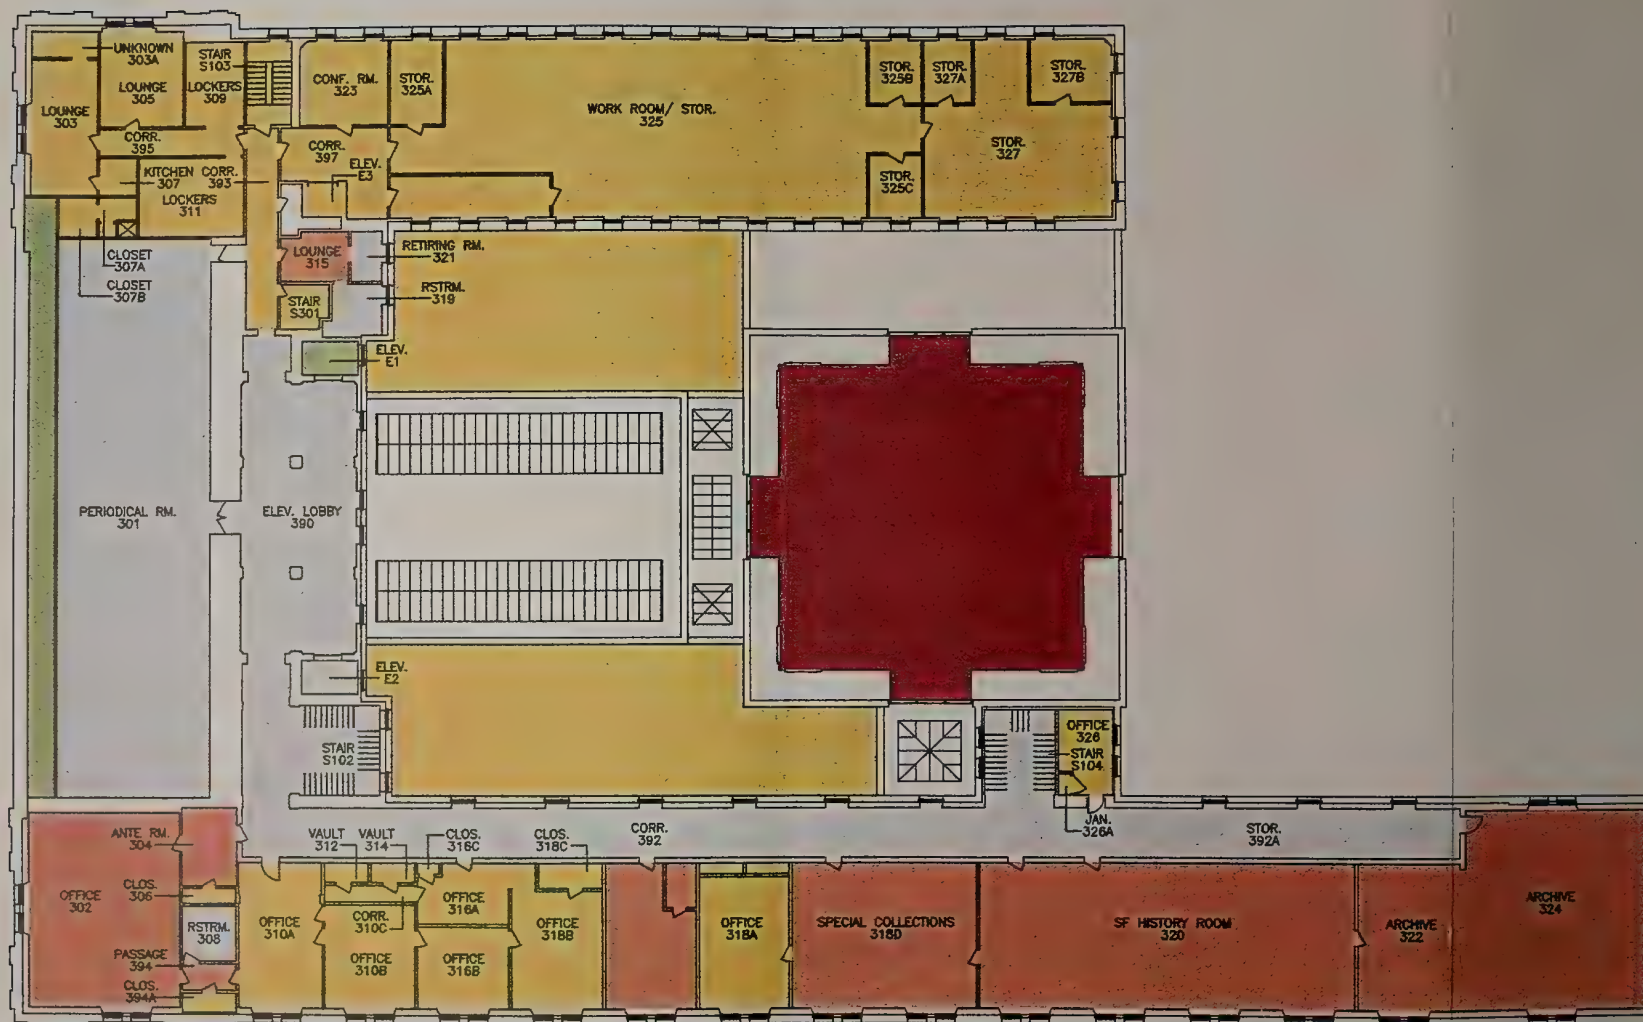 UNKNOWN
303A
STAIR
S103
LOUNGE
305
LOCKERS
309
LOUNGE
303
CORR.
395
KITCHEN
307
CORR.
393
LOCKERS
311
CLOSET
307A
CLOSET
307B
CONF. RM.
323
STOR.
325A
CORR.
397
ELEV.
E3
WORK ROOM/ STOR.
325
STOR.
325B
STOR.
327A
STOR.
327B
STOR.
327
STOR.
325C
LOUNGE
315
RETIRING RM.
321
RSTRM.
319
STAIR
S301
ELEV.
E1
PERIODICAL RM.
301
ELEV. LOBBY
390
ELEV.
E2
STAIR
S102
OFFICE
326
STAIR
S104
JAN.
326A
ANTE RM.
304
VAULT
312
VAULT
314
CLOS.
316C
CLOS.
318C
CORR.
392
STOR.
392A
CLOS.
306
OFFICE
302
RSTRM.
308
PASSAGE
394
CLOS.
394A
OFFICE
310A
CORR.
310C
OFFICE
310B
OFFICE
316A
OFFICE
316B
OFFICE
318B
OFFICE
318A
SPECIAL COLLECTIONS
318D
SF HISTORY ROOM
320
ARCHIVE
322
ARCHIVE
324